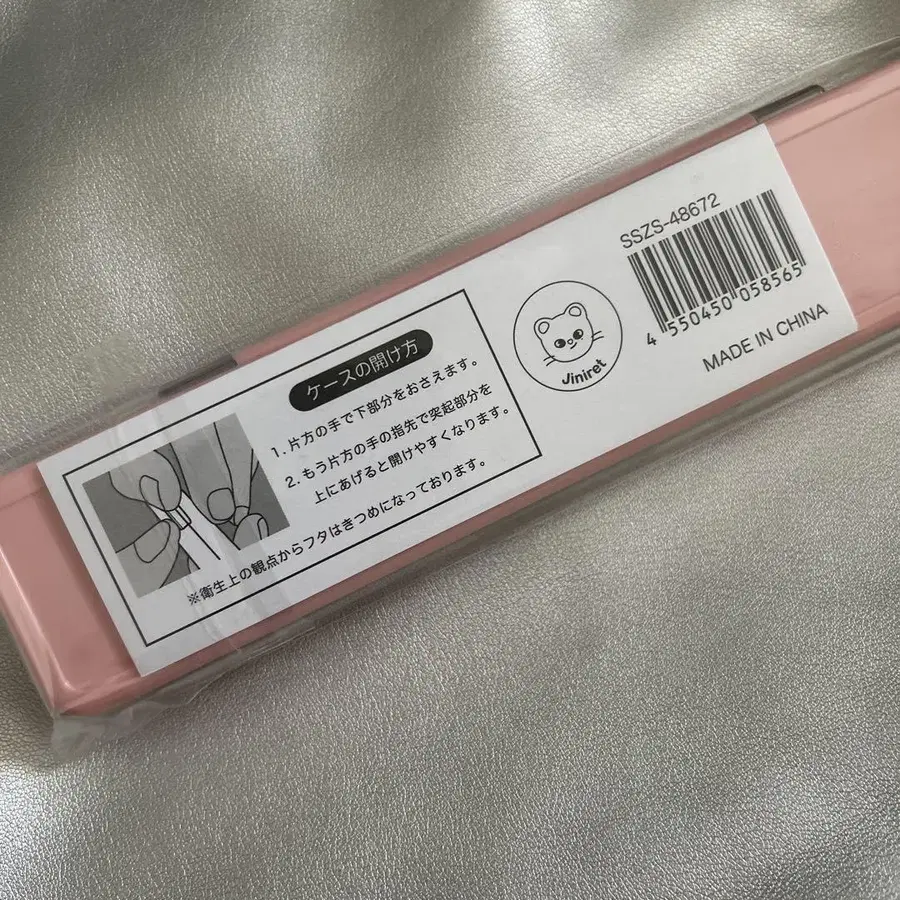 ケースの開け方
1. 片方の手で下部分をおさえます。
2. もう片方の手の指先で突起部分を
上にあげると開けやすくなります。
※衛生上の観点からフタはきつめになっております。
Jiniret
SSZS-48672
4 550450 058565
MADE IN CHINA